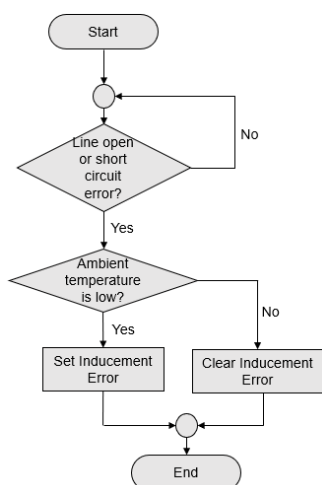 Start
Line open
or short
circuit
error?
No
Yes
Ambient
temperature
is low?
No
Yes
Set Inducement
Error
Clear Inducement
Error
End